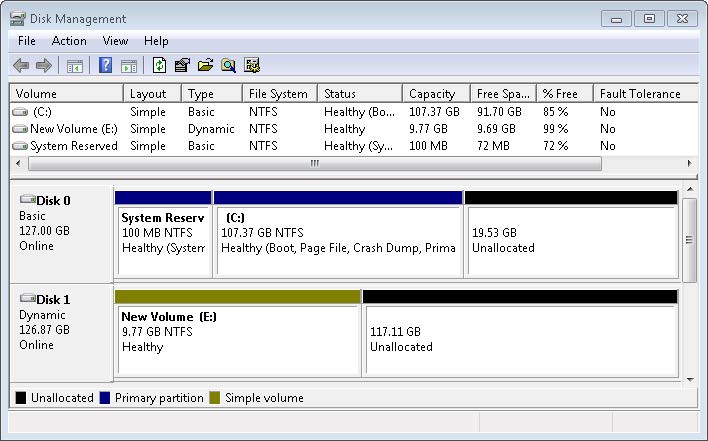 Disk Management
File Action View Help
Volume Layout Type File System Status Capacity Free Spa... % Free Fault Tolerance
(C:) Simple Basic NTFS Healthy (Bo... 107.37 GB 91.70 GB 85 % No
New Volume (E:) Simple Dynamic NTFS Healthy 9.77 GB 9.69 GB 99 % No
System Reserved Simple Basic NTFS Healthy (Sy... 100 MB 72 MB 72 % No
Disk 0
Basic
127.00 GB
Online
System Reserv
100 MB NTFS
Healthy (System
(C:)
107.37 GB NTFS
Healthy (Boot, Page File, Crash Dump, Prima
19.53 GB
Unallocated
Disk 1
Dynamic
126.87 GB
Online
New Volume (E:)
9.77 GB NTFS
Healthy
117.11 GB
Unallocated
Unallocated Primary partition Simple volume